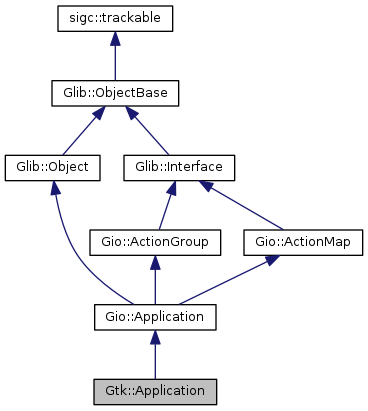 sigc::trackable
Glib::ObjectBase
Glib::Object
Glib::Interface
Gio::ActionGroup
Gio::ActionMap
Gio::Application
Gtk::Application